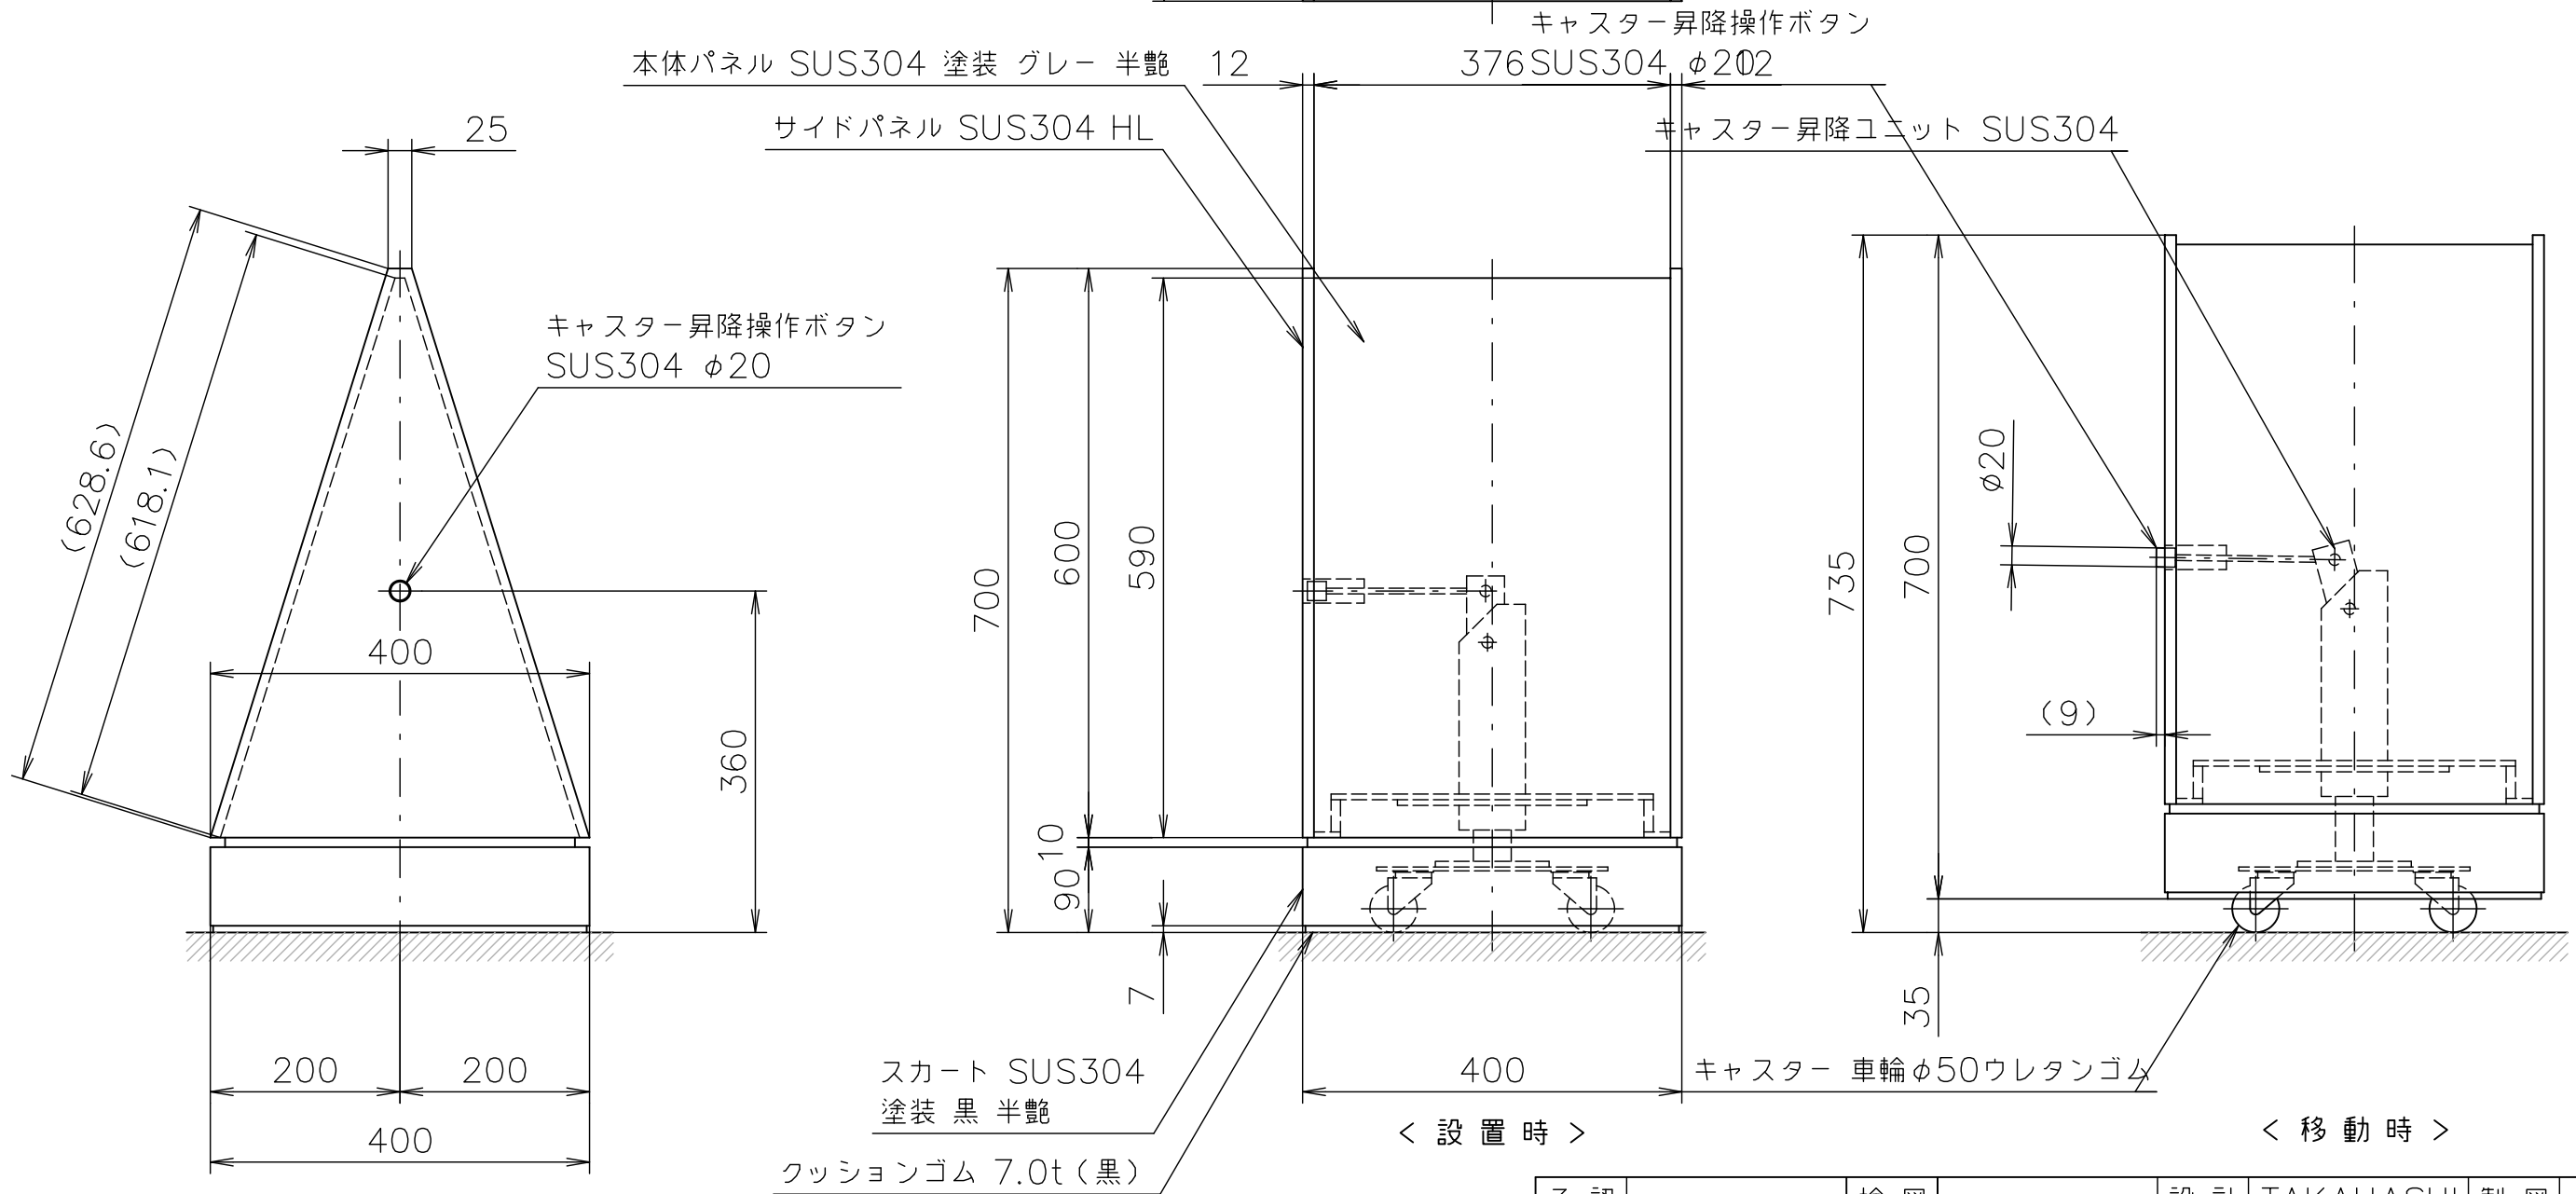 キャスター昇降操作ボタン
本体パネル SUS304 塗装 グレー 半艶
12
376
SUS304 φ20
12
サイドパネル SUS304 HL
キャスター昇降ユニット SUS304
25
キャスター昇降操作ボタン
SUS304 φ20
(628.6)
(618.1)
400
360
200
200
400
700
600
590
10
90
7
400
735
700
φ20
(9)
35
スカート SUS304
塗装 黒 半艶
キャスター 車輪φ50ウレタンゴム
クッションゴム 7.0t(黒)
< 設 置 時 >
< 移 動 時 >
設 計 TAKAHASHI 製 図